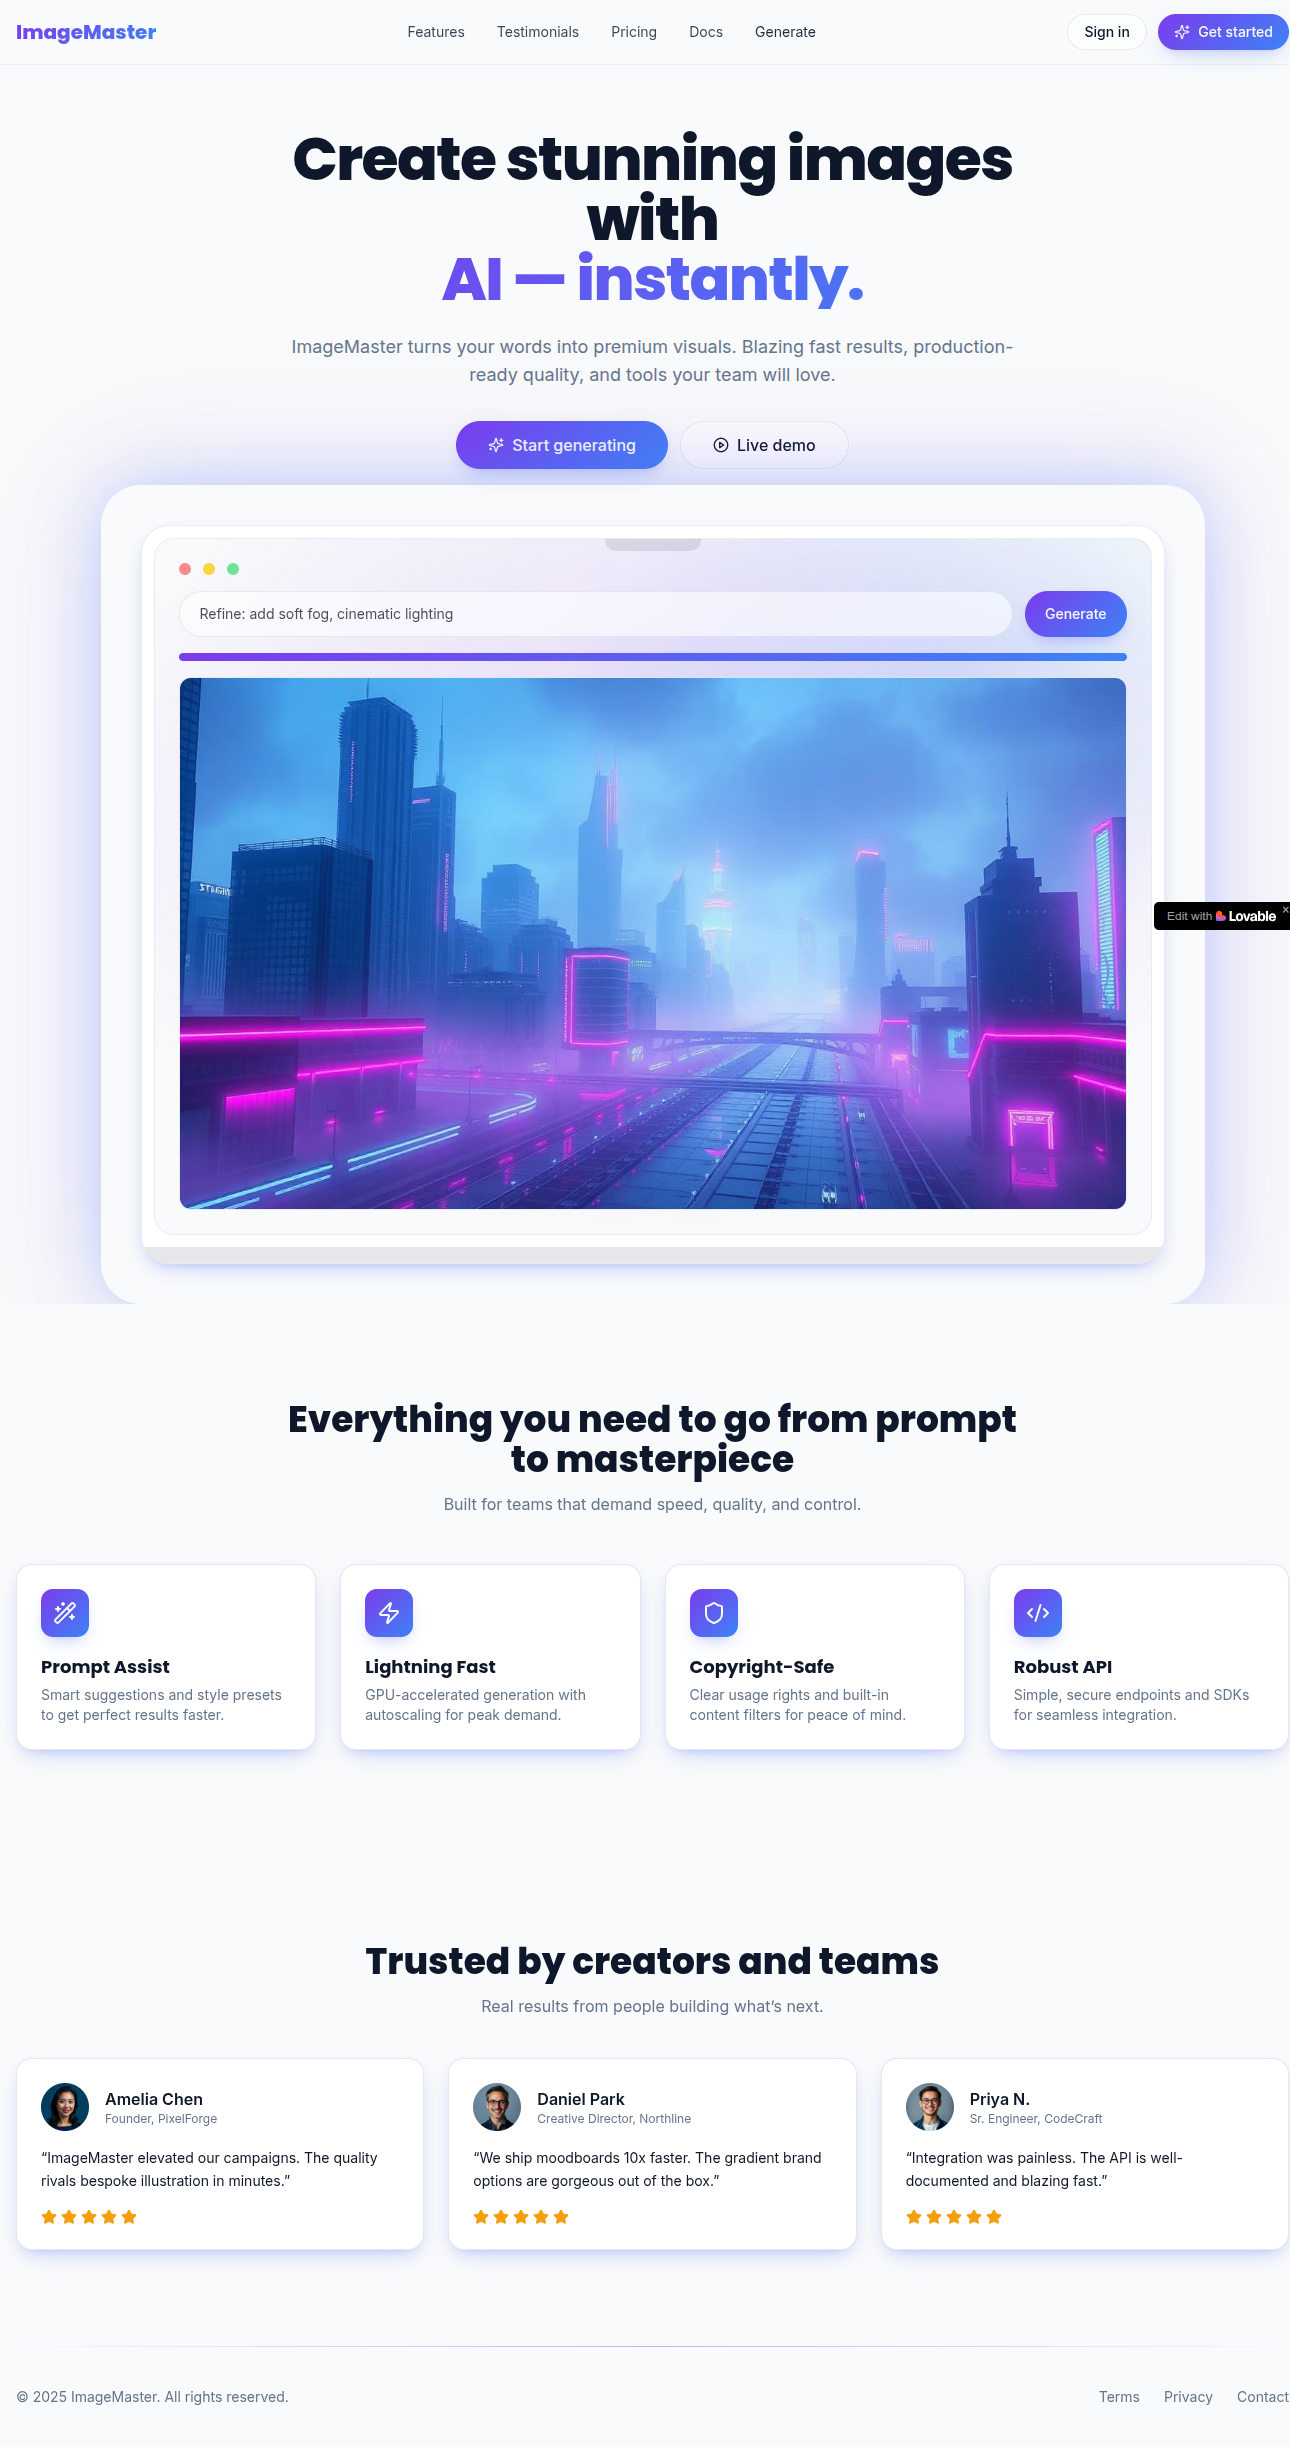 ImageMaster
Features
Testimonials
Pricing
Docs
Generate
Sign in
Get started
Create stunning images
with
AI — instantly.
ImageMaster turns your words into premium visuals. Blazing fast results, production-
ready quality, and tools your team will love.
Start generating
Live demo
Refine: add soft fog, cinematic lighting
Generate
Edit with Lovable ×
Everything you need to go from prompt
to masterpiece
Built for teams that demand speed, quality, and control.
Prompt Assist
Smart suggestions and style presets
to get perfect results faster.
Lightning Fast
GPU-accelerated generation with
autoscaling for peak demand.
Copyright-Safe
Clear usage rights and built-in
content filters for peace of mind.
Robust API
Simple, secure endpoints and SDKs
for seamless integration.
Trusted by creators and teams
Real results from people building what’s next.
Amelia Chen
Founder, PixelForge
“ImageMaster elevated our campaigns. The quality
rivals bespoke illustration in minutes.”
Daniel Park
Creative Director, Northline
“We ship moodboards 10x faster. The gradient brand
options are gorgeous out of the box.”
Priya N.
Sr. Engineer, CodeCraft
“Integration was painless. The API is well-
documented and blazing fast.”
© 2025 ImageMaster. All rights reserved.
Terms
Privacy
Contact